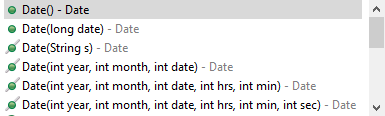 Date() - Date
Date(long date) - Date
Date(String s) - Date
Date(int year, int month, int date) - Date
Date(int year, int month, int date, int hrs, int min) - Date
Date(int year, int month, int date, int hrs, int min, int sec) - Date